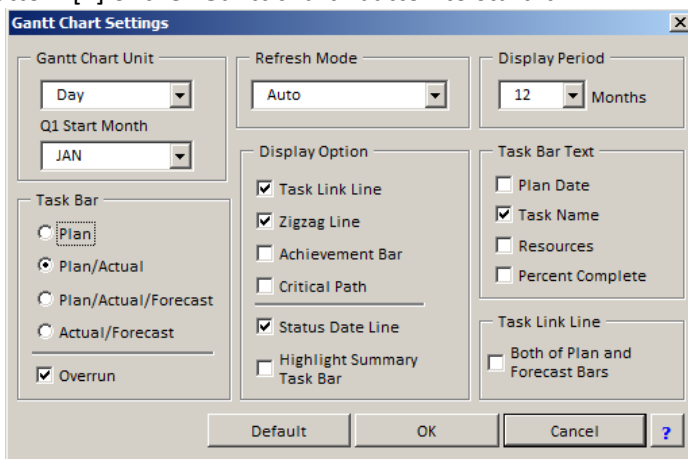 Gantt Chart Settings
Gantt Chart Unit
Day
Q1 Start Month
JAN
Refresh Mode
Auto
Display Period
12 Months
Task Bar
Plan
Plan/Actual
Plan/Actual/Forecast
Actual/Forecast
Overrun
Display Option
Task Link Line
Zigzag Line
Achievement Bar
Critical Path
Status Date Line
Highlight Summary
Task Bar
Task Bar Text
Plan Date
Task Name
Resources
Percent Complete
Task Link Line
Both of Plan and
Forecast Bars
Default
OK
Cancel
?